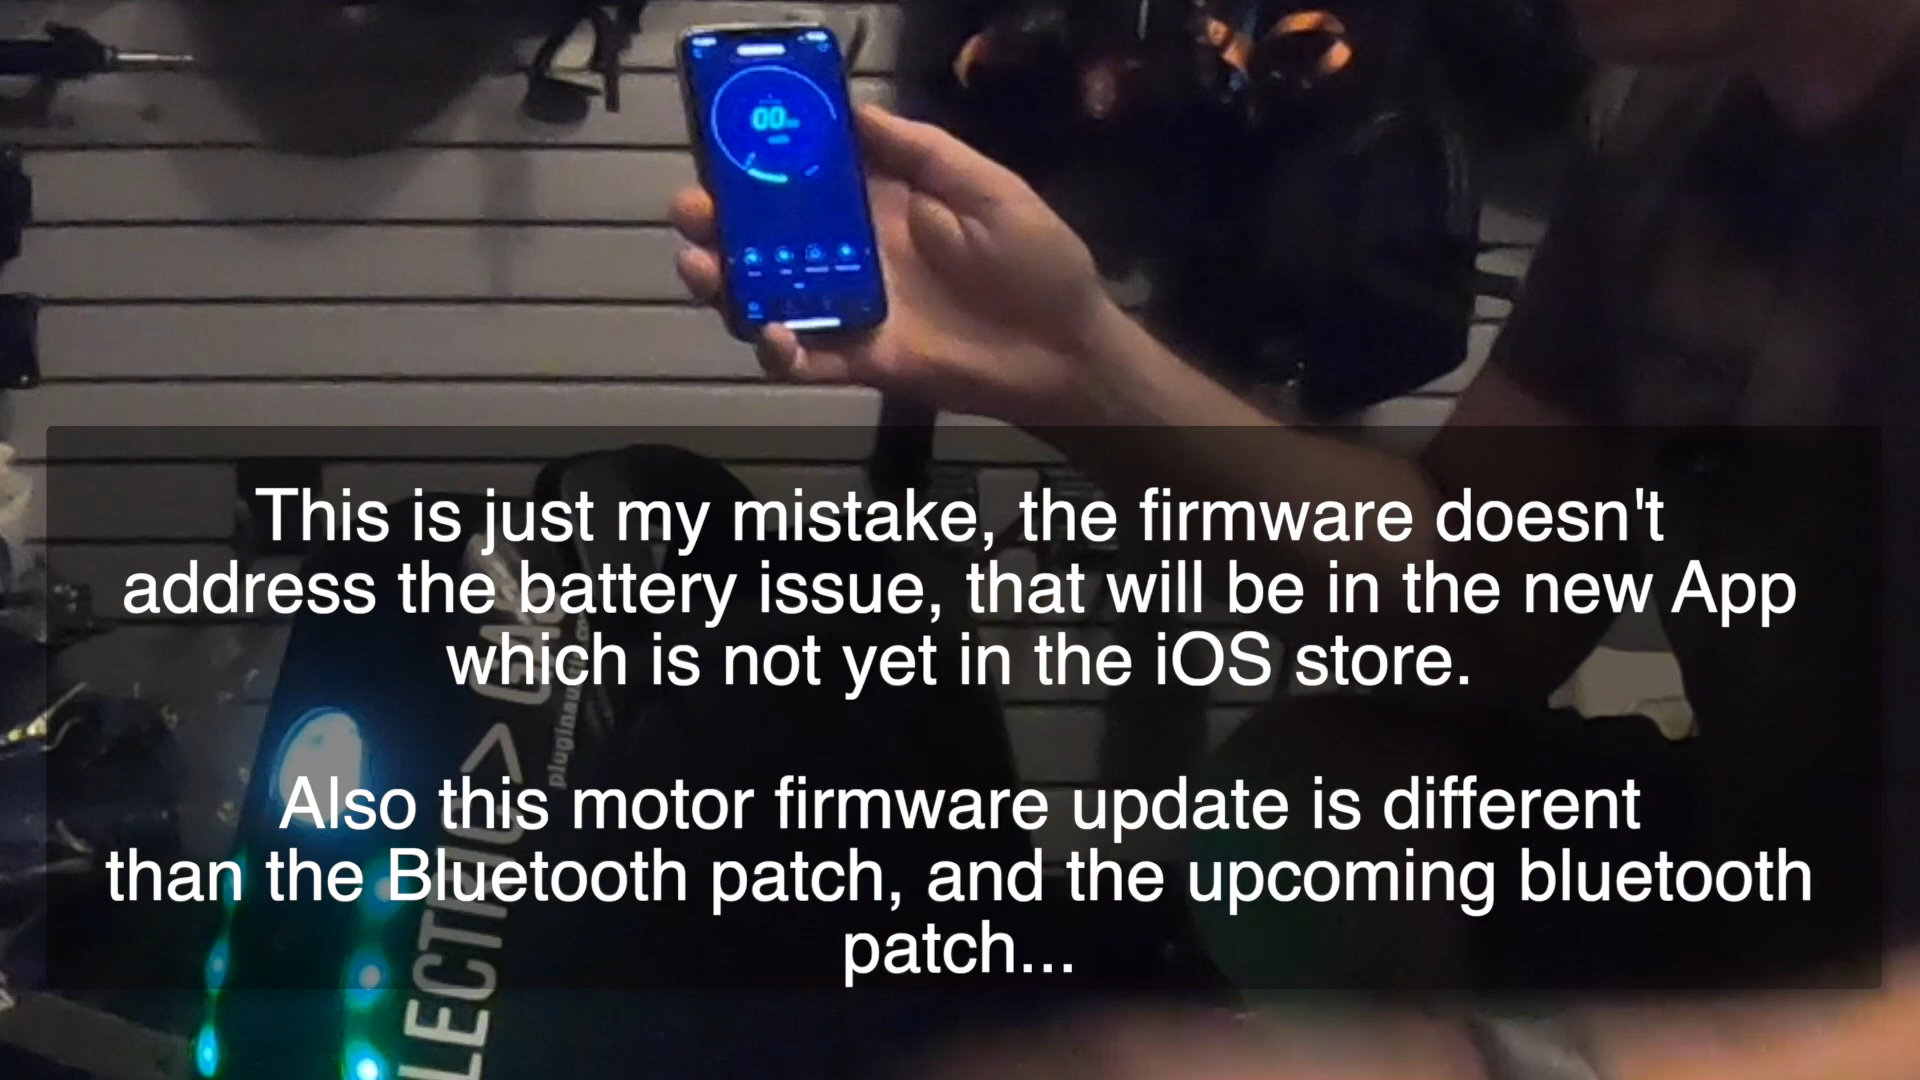 00
This is just my mistake, the firmware doesn't
address the battery issue, that will be in the new App
which is not yet in the iOS store.
Also this motor firmware update is different
than the Bluetooth patch, and the upcoming bluetooth
patch...